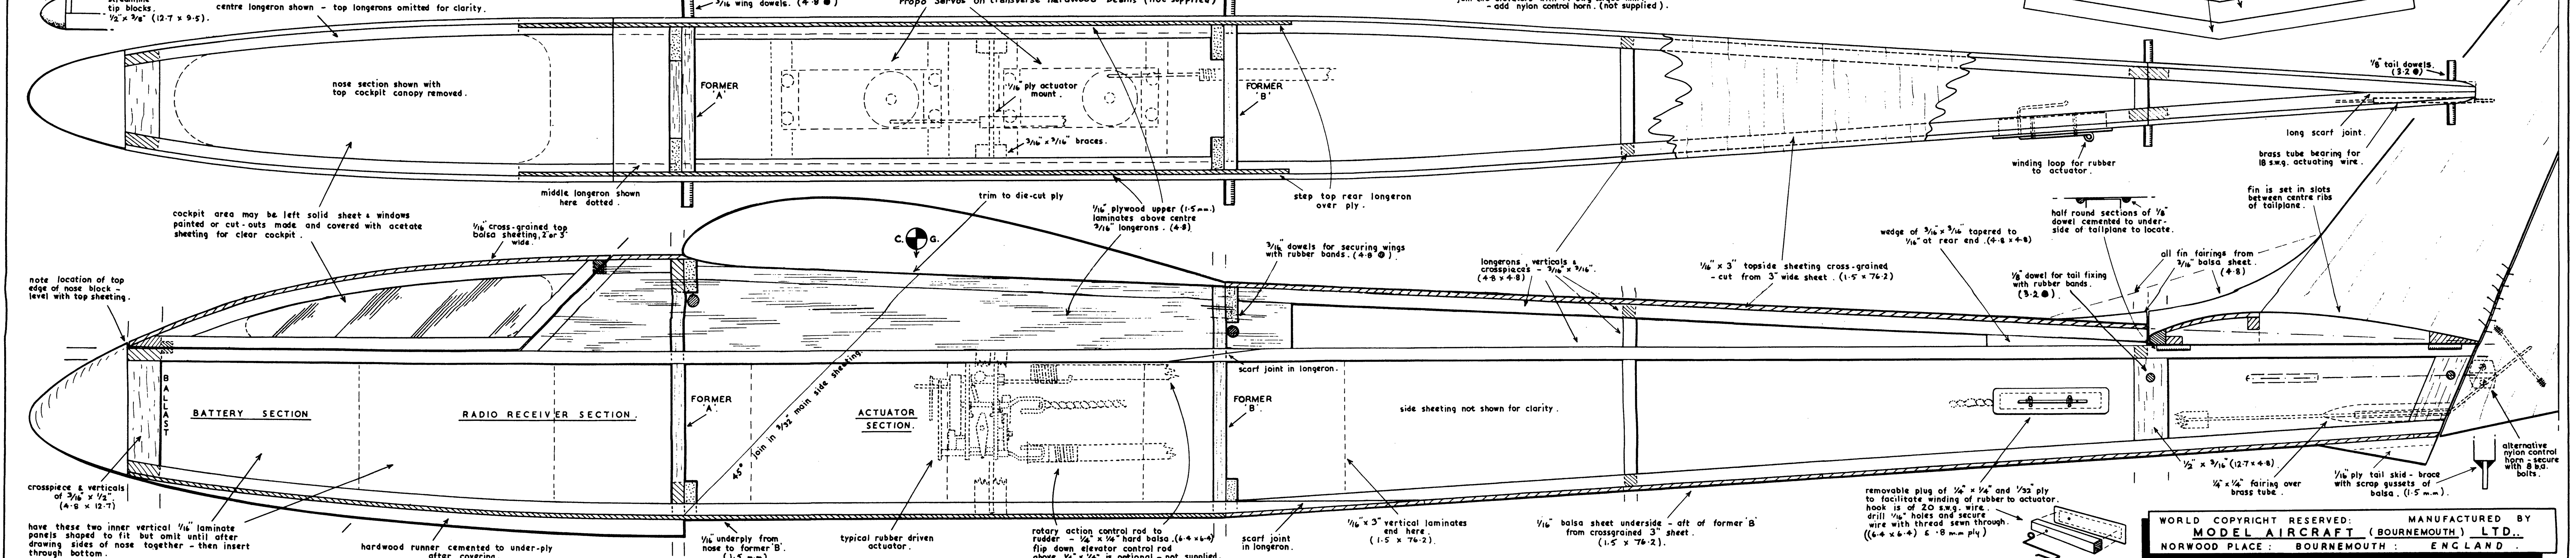 tip blocks.
1/2" x 3/8" (12.7 x 9.5).
centre longeron shown - top longerons omitted for clarity.
3/16 wing dowels. (4.8 ⌀)
- add nylon control horn. (not supplied).
nose section shown with
top cockpit canopy removed.
FORMER
'A'
1/16" ply actuator
mount.
3/16" x 3/16" braces.
FORMER
'B'
1/8" tail dowels.
(3.2 ⌀)
long scarf joint.
brass tube bearing for
18 s.w.g. actuating wire.
winding loop for rubber
to actuator.
middle longeron shown
here dotted.
trim to die-cut ply
1/16" plywood upper (1.5 mm.)
laminates above centre
3/16" longerons. (4.8)
step top rear longeron
over ply.
fin is set in slots
between centre ribs
of tailplane.
half round sections of 1/8"
dowel cemented to under-
side of tailplane to locate.
cockpit area may be left solid sheet & windows
painted or cut-outs made and covered with acetate
sheeting for clear cockpit.
1/16" cross-grained top
balsa sheeting, 2" or 3"
wide.
C. G.
3/16" dowels for securing wings
with rubber bands. (4.8 ⌀).
longerons, verticals &
crosspieces - 3/16" x 3/16".
(4.8 x 4.8)
1/16" x 3" topside sheeting cross-grained
- cut from 3" wide sheet. (1.5 x 76.2)
wedge of 3/16" x 3/16" tapered to
1/16" at rear end. (4.8 x 4.8)
1/8" dowel for tail fixing
with rubber bands.
(3.2 ⌀).
all fin fairings from
3/16" balsa sheet.
(4.8)
note location of top
edge of nose block -
level with top sheeting.
BALLAST
BATTERY SECTION
RADIO RECEIVER SECTION.
FORMER
'A'.
45° join in 3/32" main side sheeting.
ACTUATOR
SECTION.
scarf joint in longeron.
FORMER
'B'.
side sheeting not shown for clarity.
crosspiece & verticals
of 3/16" x 1/2".
(4.8 x 12.7)
have these two inner vertical 1/16" laminate
panels shaped to fit but omit until after
drawing sides of nose together - then insert
through bottom.
hardwood runner cemented to under-ply
after covering.
1/16" underply from
nose to former 'B'.
(1.5 m.m)
typical rubber driven
actuator.
rotary action control rod to
rudder - 1/4" x 1/4" hard balsa. (6.4 x 6.4)
flip down elevator control rod
above 1/4" x 1/4" is optional - not supplied.
scarf joint
in longeron.
1/16" x 3" vertical laminates
end here
(1.5 x 76.2).
1/16" balsa sheet underside - aft of former 'B'
from crossgrained 3" sheet.
(1.5 x 76.2).
removable plug of 1/4" x 1/4" and 1/32" ply
to facilitate winding of rubber to actuator.
hook is of 20 s.w.g. wire.
drill 1/16" holes and secure
wire with thread sewn through.
((6.4 x 6.4) & .8 m.m ply)
1/2" x 3/16" (12.7 x 4.8)
1/4" x 1/4" fairing over
brass tube.
1/16" ply tail skid - brace
with scrap gussets of
balsa. (1.5 m.m).
alternative
nylon control
horn - secure
with 8 b.a.
bolts.
WORLD COPYRIGHT RESERVED: MANUFACTURED BY
MODEL AIRCRAFT (BOURNEMOUTH) LTD.,
NORWOOD PLACE : BOURNEMOUTH : ENGLAND.